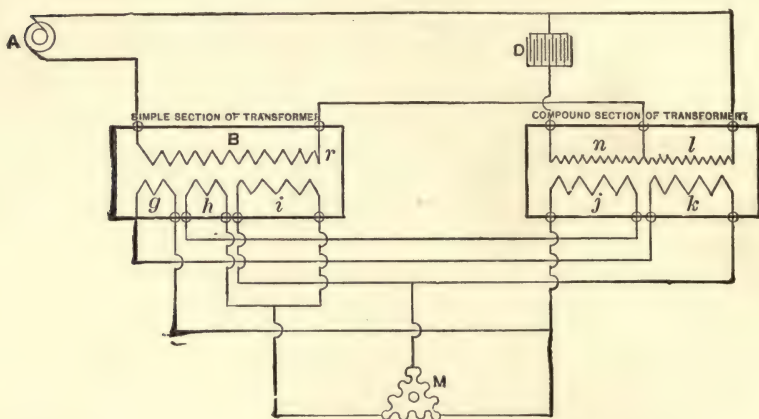 A
D
SIMPLE SECTION OF TRANSFORMER
COMPOUND SECTION OF TRANSFORMERS
B
r
n
l
g
h
i
j
k
M